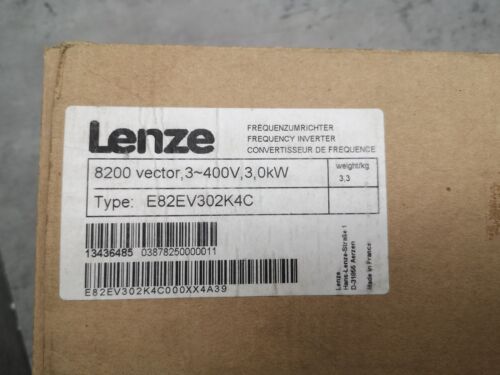 Lenze
FREQUENZUMRICHTER
FREQUENCY INVERTER
CONVERTISSEUR DE FREQUENCE
8200 vector,3~400V,3,0kW
weight/kg
3.3
Type: E82EV302K4C
13436485 03878250000011
E82EV302K4C000XX4A39
Lenze
Hans-Lenze-Straße 1
D-31855 Aerzen
Made in France